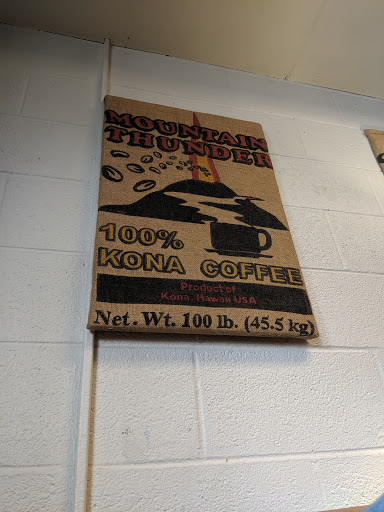 MOUNTAIN
THUNDER
100%
KONA COFFEE
Product of
Kona, Hawaii USA
Net. Wt. 100 lb. (45.5 kg)